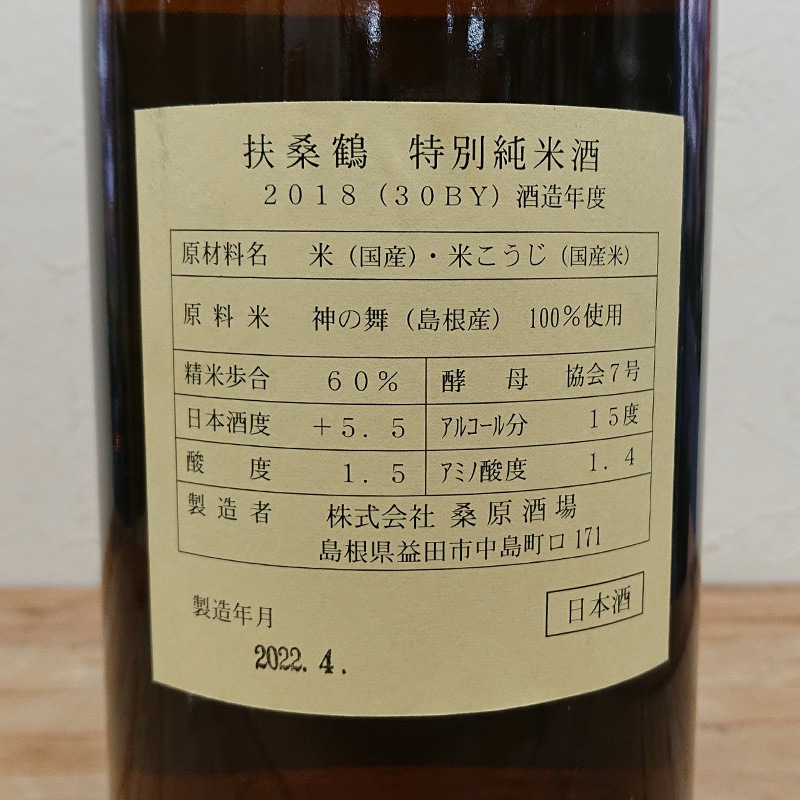 扶桑鶴 特別純米酒
2018（30BY）酒造年度
原材料名 米（国産）・米こうじ（国産米）
原料米 神の舞（島根産） 100%使用
精米歩合 60% 酵母 協会7号
日本酒度 +5.5 アルコール分 15度
酸度 1.5 アミノ酸度 1.4
製造者 株式会社 桑原酒場
島根県益田市中島町ロ171
製造年月
日本酒
2022.4.